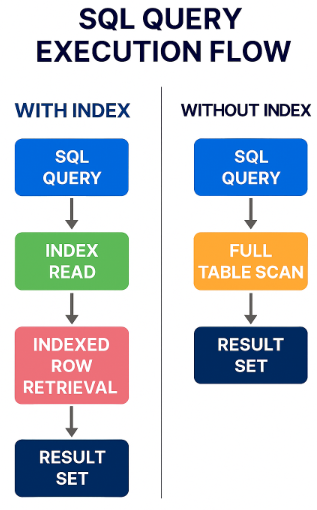 SQL QUERY
EXECUTION FLOW
WITH INDEX
SQL
QUERY
INDEX
READ
INDEXED
ROW
RETRIEVAL
RESULT
SET
WITHOUT INDEX
SQL
QUERY
FULL
TABLE SCAN
RESULT
SET